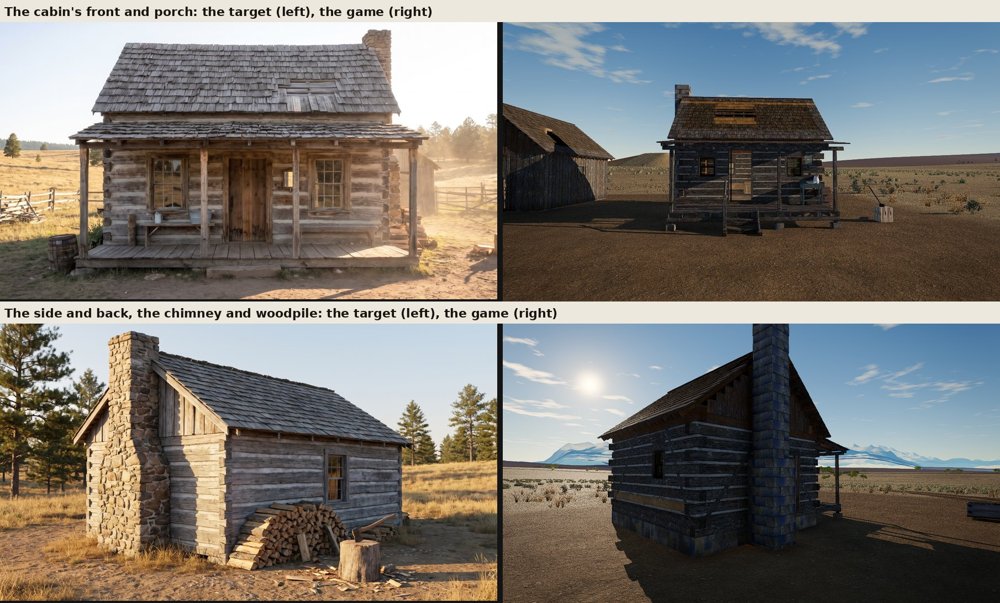 The cabin's front and porch: the target (left), the game (right)
The side and back, the chimney and woodpile: the target (left), the game (right)